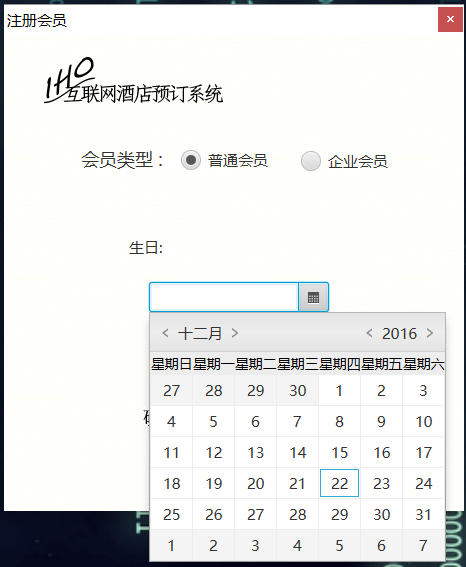 注册会员
IHO
互联网酒店预订系统
会员类型： 普通会员 企业会员
生日:
十二月 2016
星期日 星期一 星期二 星期三 星期四 星期五 星期六
27 28 29 30 1 2 3
4 5 6 7 8 9 10
11 12 13 14 15 16 17
18 19 20 21 22 23 24
25 26 27 28 29 30 31
1 2 3 4 5 6 7